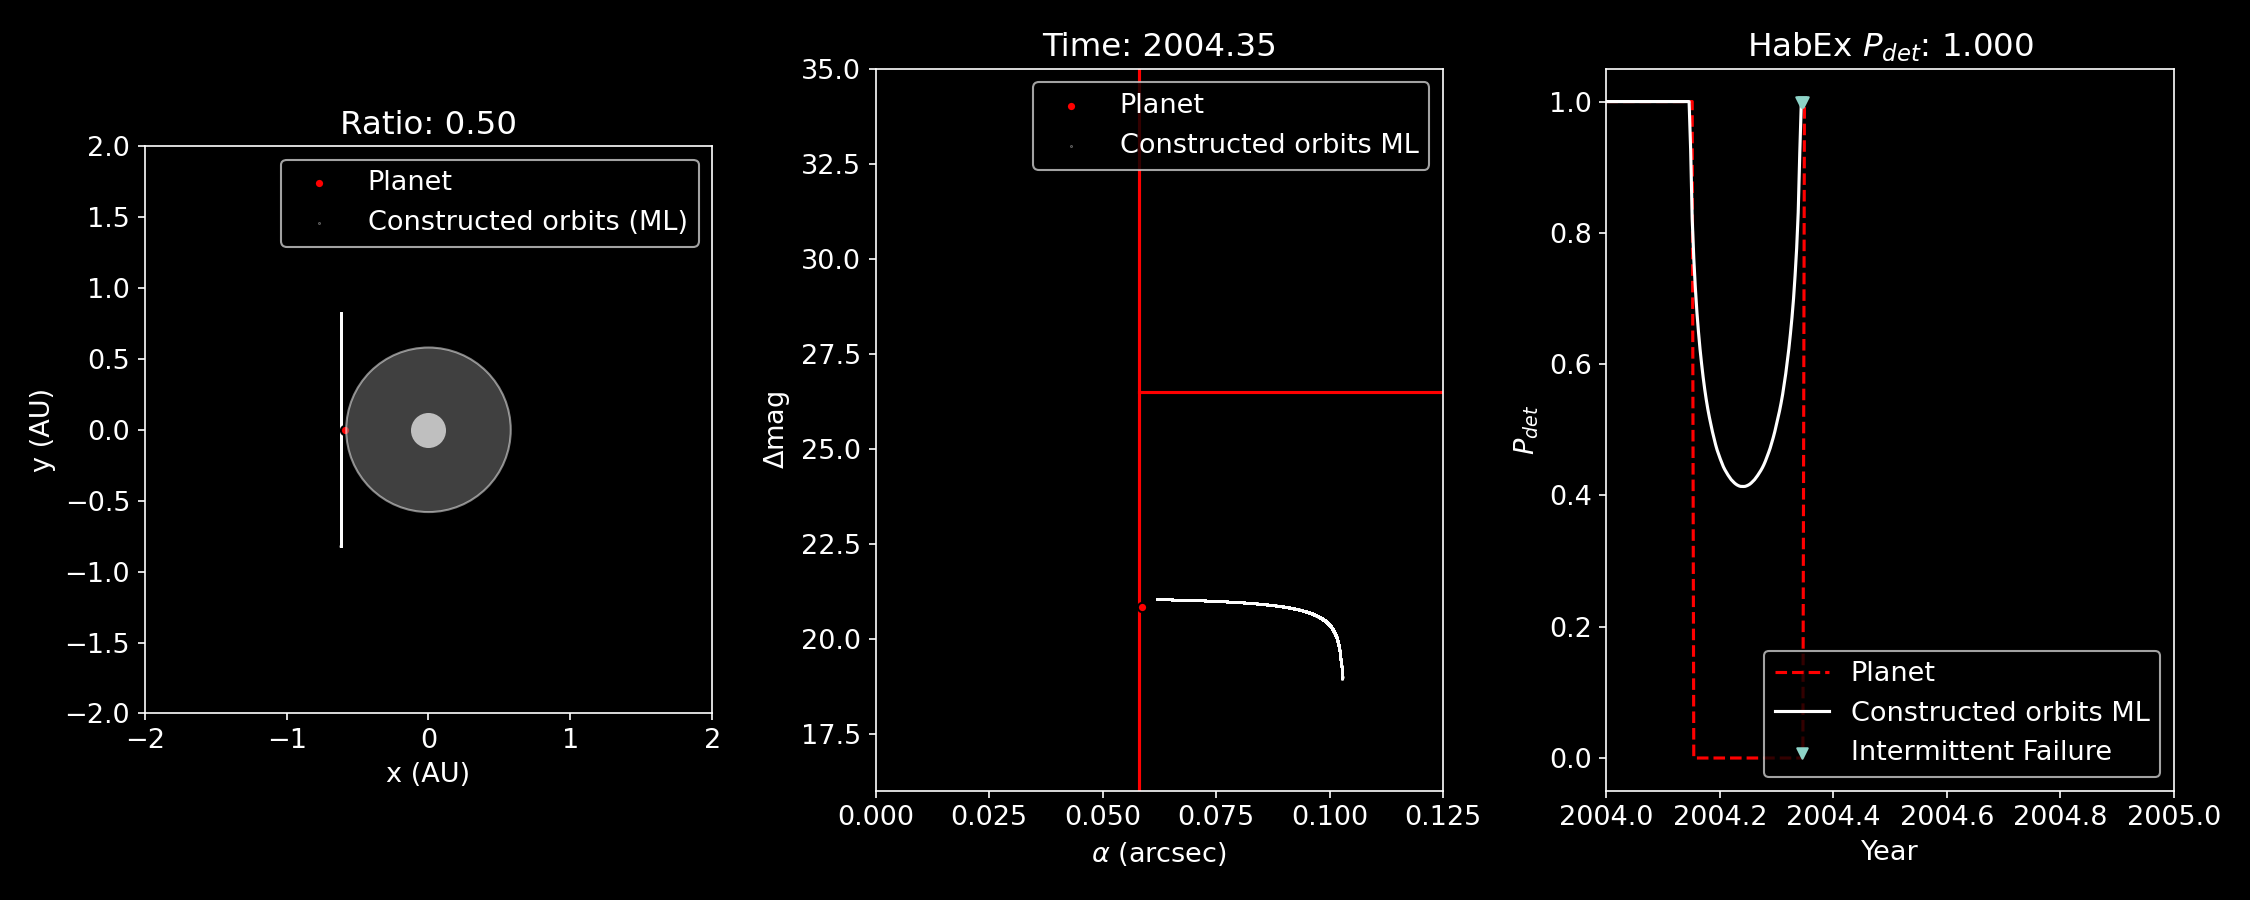 Ratio: 0.50
2.0
1.5
1.0
0.5
0.0
−0.5
−1.0
−1.5
−2.0
y (AU)
Planet
Constructed orbits (ML)
−2 −1 0 1 2
x (AU)
Time: 2004.35
35.0
32.5
30.0
27.5
25.0
22.5
20.0
17.5
Δmag
Planet
Constructed orbits ML
0.000 0.025 0.050 0.075 0.100 0.125
α (arcsec)
HabEx P_det: 1.000
1.0
0.8
0.6
0.4
0.2
0.0
P_det
Planet
Constructed orbits ML
Intermittent Failure
2004.0 2004.2 2004.4 2004.6 2004.8 2005.0
Year